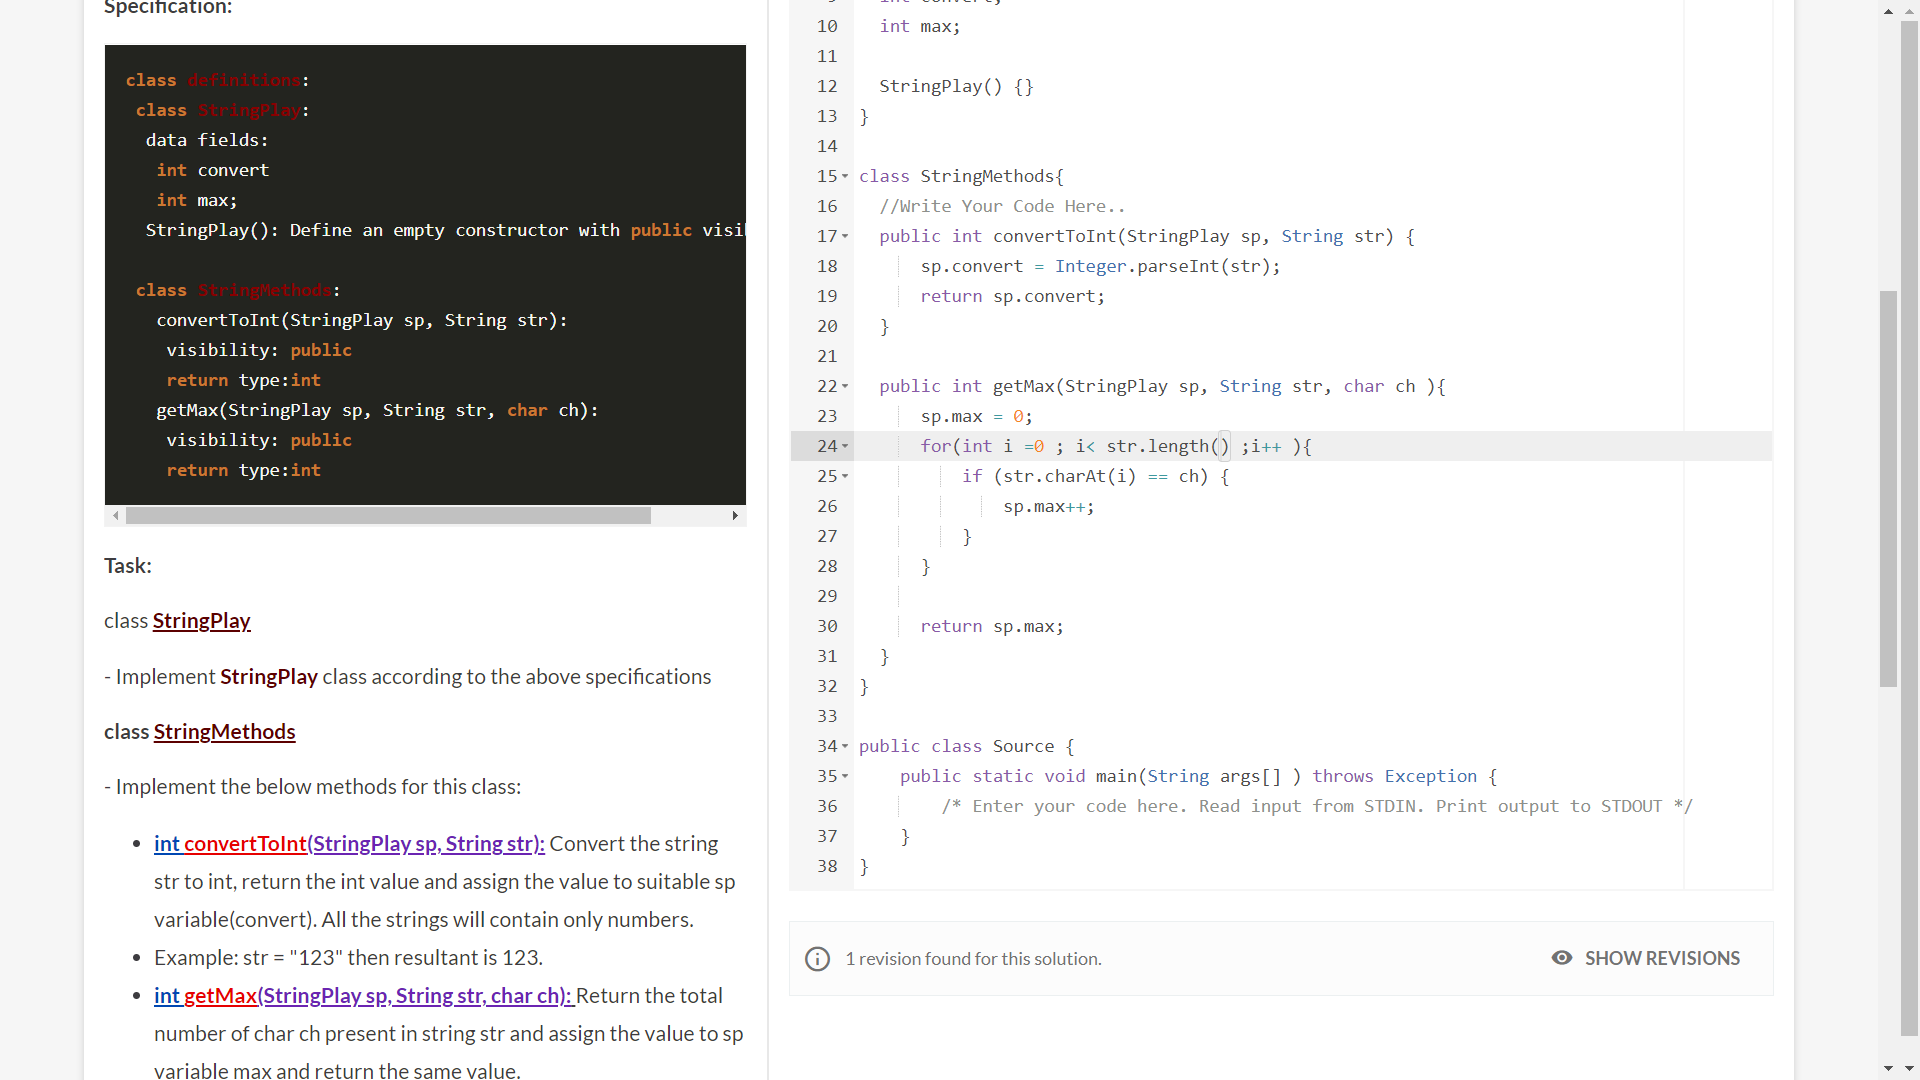 Specification:
class definitions:
class StringPlay:
data fields:
int convert
int max;
StringPlay(): Define an empty constructor with public
class StringMethods:
convertToInt(StringPlay sp, String str):
visibility: public
return type:int
getMax(StringPlay sp, String str, char ch):
visibility: public
return type:int
Task:
class StringPlay
- Implement StringPlay class according to the above specifications
class StringMethods
- Implement the below methods for this class:
int convertToInt(StringPlay sp, String str): Convert the string
str to int, return the int value and assign the value to suitable sp
variable(convert). All the strings will contain only numbers.
Example: str = "123" then resultant is 123.
int getMax(StringPlay sp, String str, char ch): Return the total
number of char ch present in string str and assign the value to sp
variable max and return the same value.
9 int convert;
10 int max;
11
12 StringPlay() {}
13 }
14
15 class StringMethods{
16 //Write Your Code Here..
17 public int convertToInt(StringPlay sp, String str) {
18 sp.convert = Integer.parseInt(str);
19 return sp.convert;
20 }
21
22 public int getMax(StringPlay sp, String str, char ch ){
23 sp.max = 0;
24 for(int i =0 ; i< str.length() ;i++ ){
25 if (str.charAt(i) == ch) {
26 sp.max++;
27 }
28 }
29
30 return sp.max;
31 }
32 }
33
34 public class Source {
35 public static void main(String args[] ) throws Exception {
36 /* Enter your code here. Read input from STDIN. Print output to STDOUT */
37 }
38 }
1 revision found for this solution.
SHOW REVISIONS